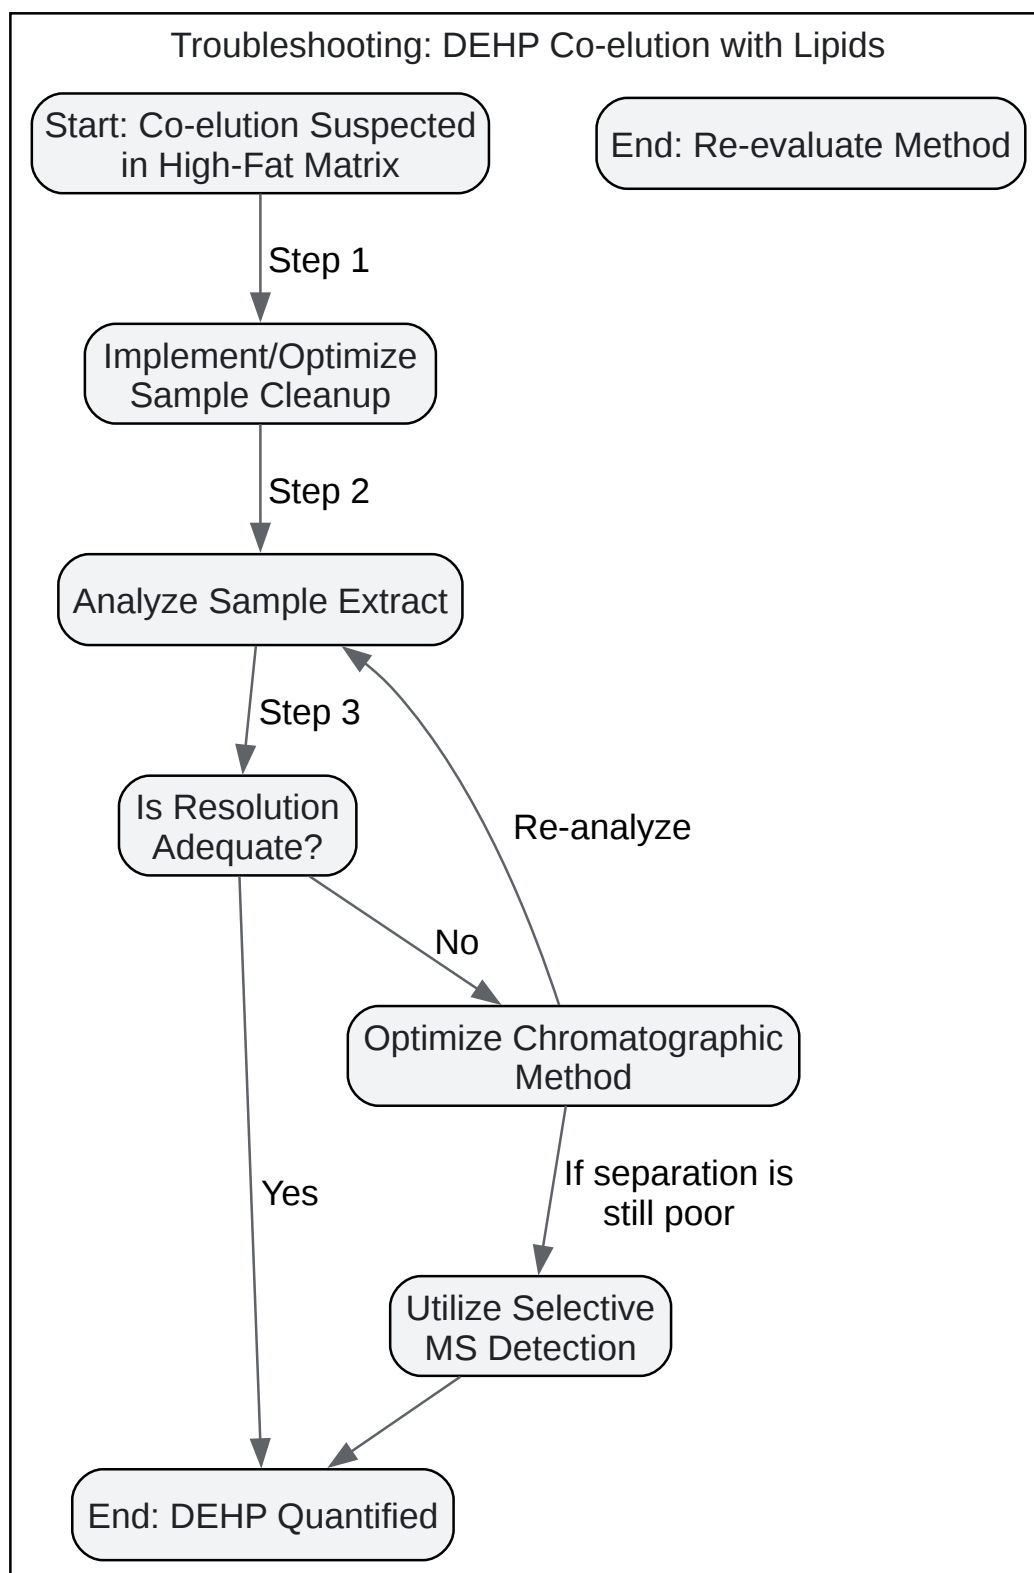 Troubleshooting: DEHP Co-elution with Lipids
Start: Co-elution Suspected
in High-Fat Matrix
End: Re-evaluate Method
Step 1
Implement/Optimize
Sample Cleanup
Step 2
Analyze Sample Extract
Step 3
Is Resolution
Adequate?
Re-analyze
No
Optimize Chromatographic
Method
If separation is
still poor
Yes
Utilize Selective
MS Detection
End: DEHP Quantified